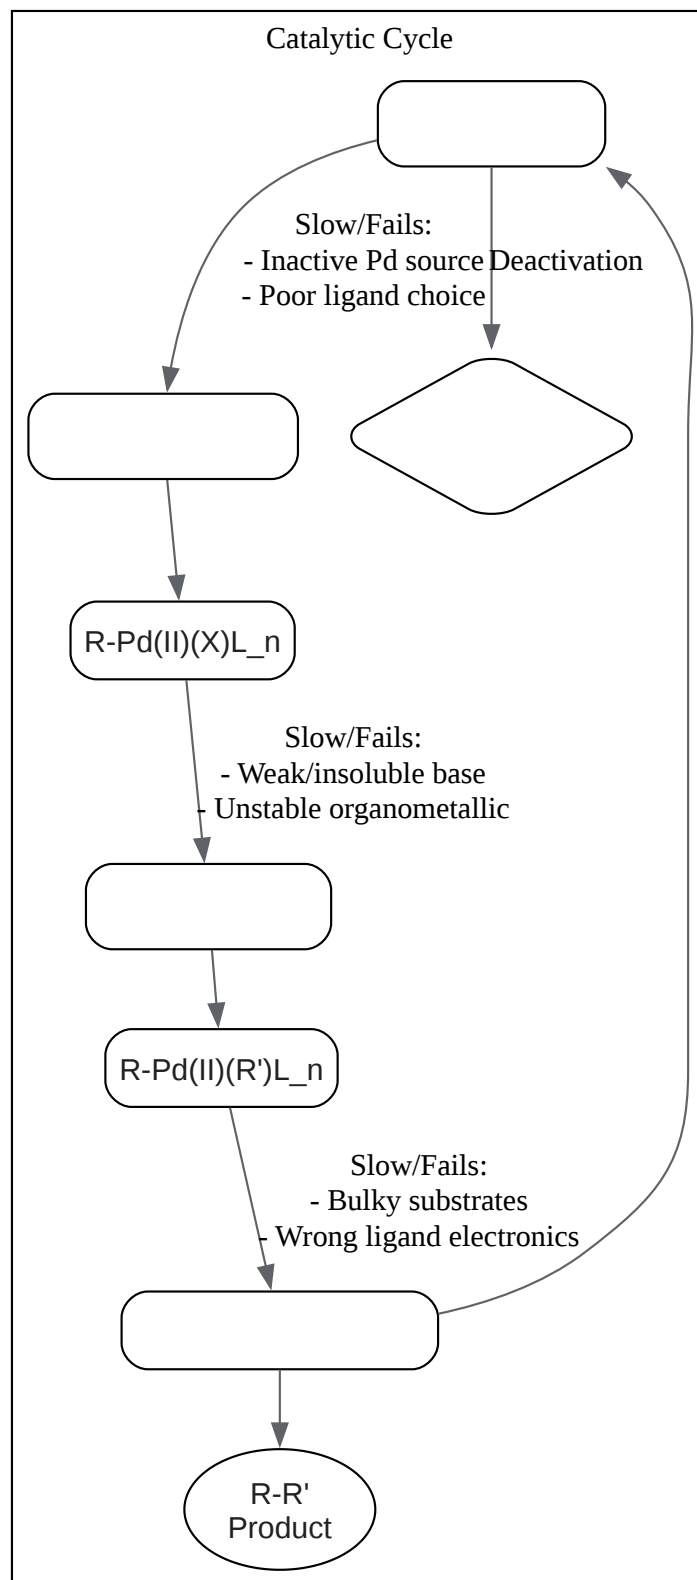 Catalytic Cycle
Slow/Fails:
- Inactive Pd source
- Poor ligand choice
Deactivation
R-Pd(II)(X)L_n
Slow/Fails:
- Weak/insoluble base
- Unstable organometallic
R-Pd(II)(R')L_n
Slow/Fails:
- Bulky substrates
- Wrong ligand electronics
R-R'
Product